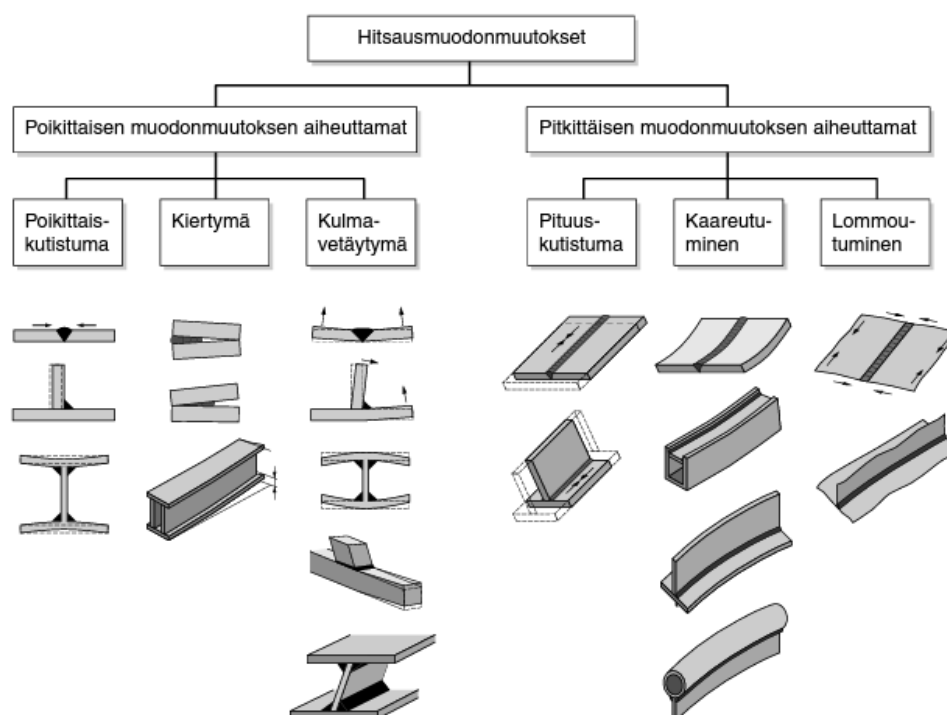 Hitsausmuodonmuutokset
Poikittaisen muodonmuutoksen aiheuttamat
Pitkittäisen muodonmuutoksen aiheuttamat
Poikittais-
kutistuma
Kiertymä
Kulma-
vetäytymä
Pituus-
kutistuma
Kaareutu-
minen
Lommou-
tuminen